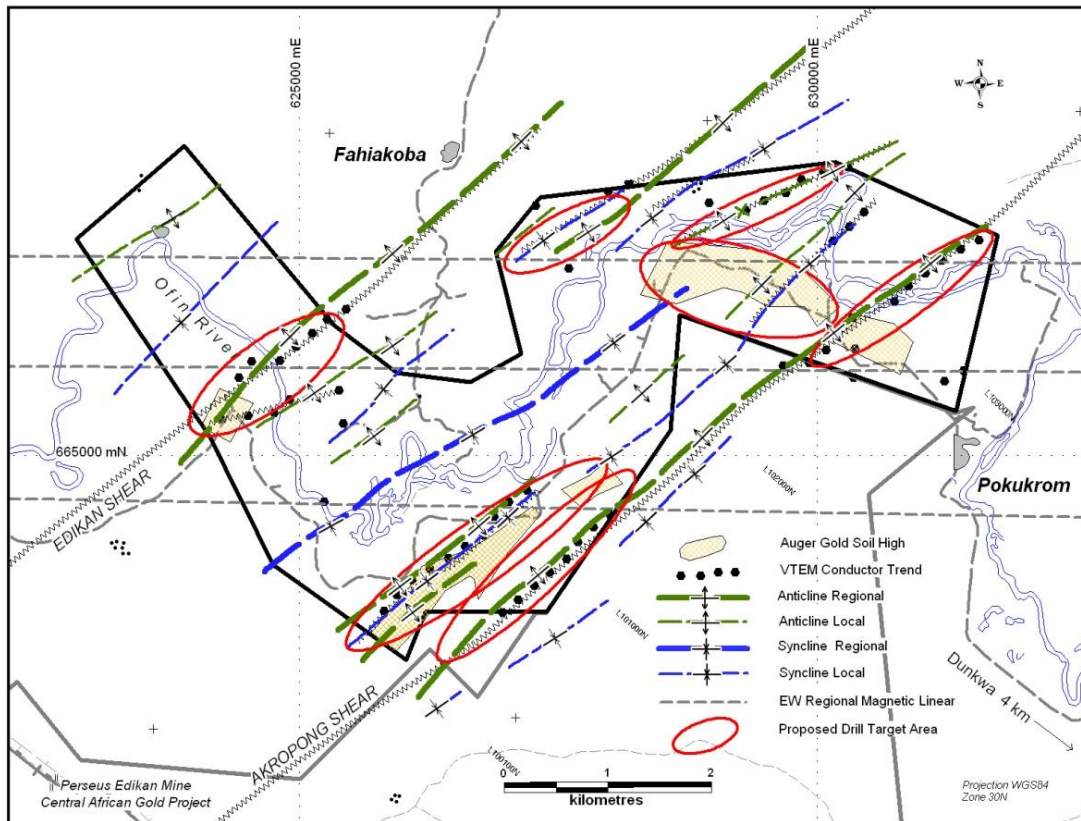 625000 mE
630000 mE
N
W E
S
Fahiakoba
Ofin River
665000 mN
EDIKAN SHEAR
L103000N
L102000N
Pokukrom
L101000N
AKROPONG SHEAR
Dunkwa 4 km
L100100N
Auger Gold Soil High
VTEM Conductor Trend
Anticline Regional
Anticline Local
Syncline Regional
Syncline Local
EW Regional Magnetic Linear
Proposed Drill Target Area
Perseus Edikan Mine
Central African Gold Project
0 1 2
kilometres
Projection WGS84
Zone 30N